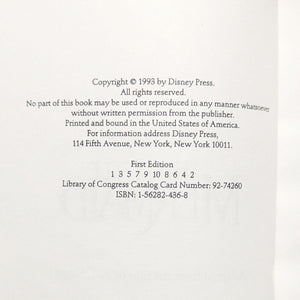 Copyright © 1993 by Disney Press.
All rights reserved.
No part of this book may be used or reproduced in any manner whatsoever
without written permission from the publisher.
Printed and bound in the United States of America.
For information address Disney Press,
114 Fifth Avenue, New York, New York 10011.
First Edition
1 3 5 7 9 10 8 6 4 2
Library of Congress Catalog Card Number: 92-74260
ISBN: 1-56282-436-8